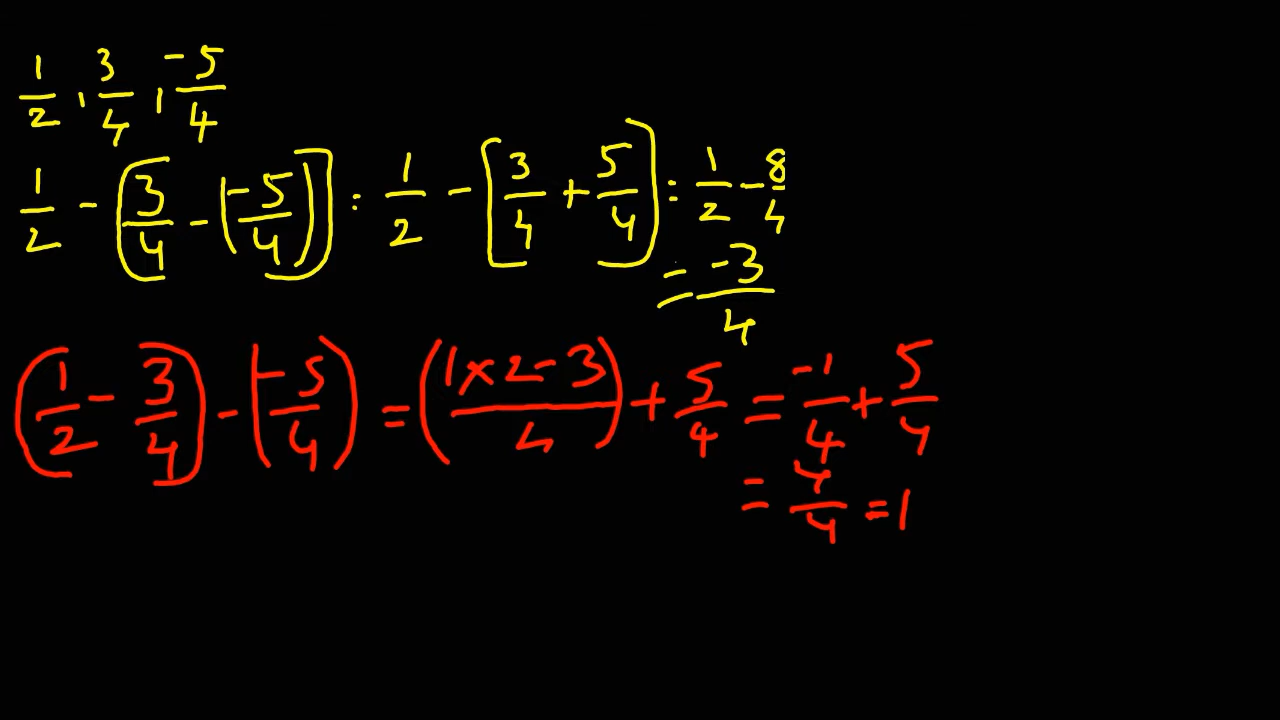 1/2 , 3/4 , -5/4
1/2 - [3/4 - (-5/4)] = 1/2 - [3/4 + 5/4] = 1/2 - 8/4
= -3/4
(1/2 - 3/4) - (-5/4) = (1×2-3)/4 + 5/4 = -1/4 + 5/4
= 4/4 = 1